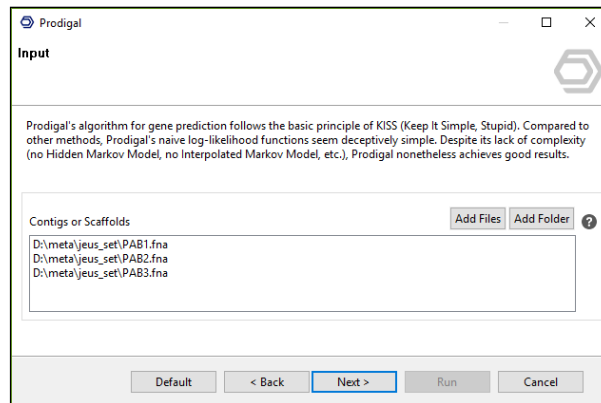 Prodigal
Input
Prodigal's algorithm for gene prediction follows the basic principle of KISS (Keep It Simple, Stupid). Compared to
other methods, Prodigal's naive log-likelihood functions seem deceptively simple. Despite its lack of complexity
(no Hidden Markov Model, no Interpolated Markov Model, etc.), Prodigal nonetheless achieves good results.
Contigs or Scaffolds
Add Files
Add Folder
?
D:\meta\jeus_set\PAB1.fna
D:\meta\jeus_set\PAB2.fna
D:\meta\jeus_set\PAB3.fna
Default
< Back
Next >
Run
Cancel